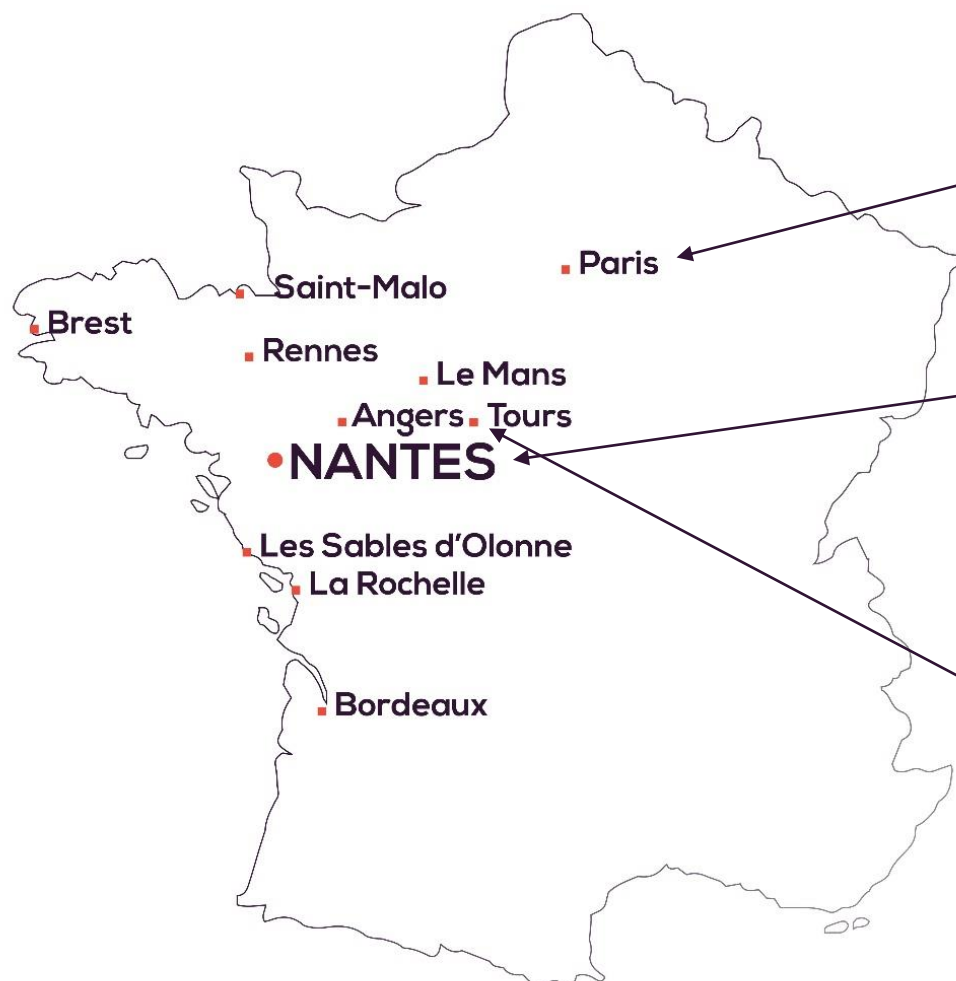 Paris
Saint-Malo
Brest
Rennes
Le Mans
Angers
Tours
NANTES
Les Sables d'Olonne
La Rochelle
Bordeaux